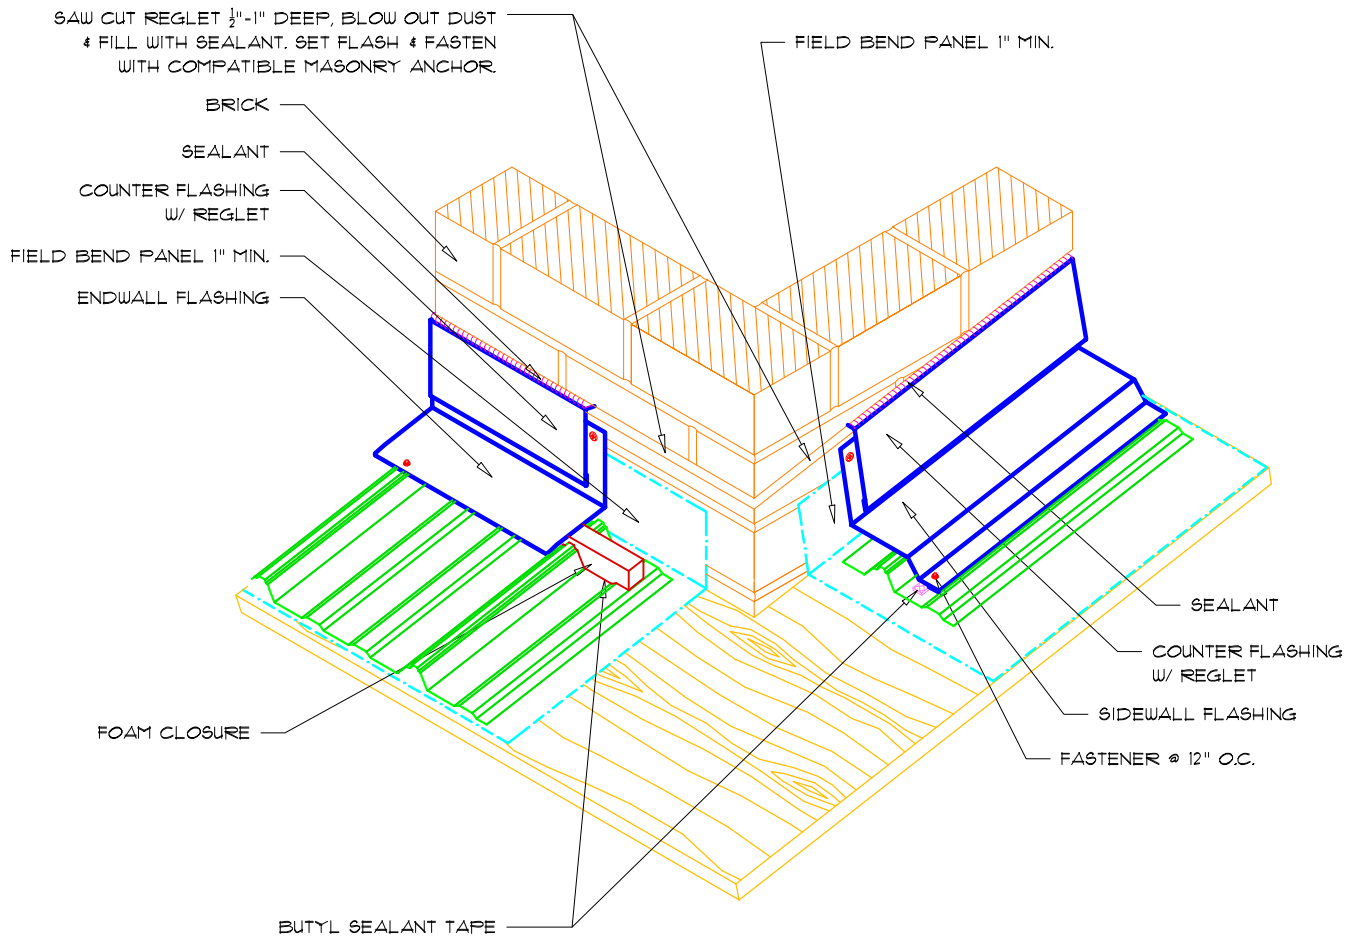 SAW CUT REGLET ½"-1" DEEP, BLOW OUT DUST
& FILL WITH SEALANT. SET FLASH & FASTEN
WITH COMPATIBLE MASONRY ANCHOR.
FIELD BEND PANEL 1" MIN.
BRICK
SEALANT
COUNTER FLASHING
W/ REGLET
FIELD BEND PANEL 1" MIN.
ENDWALL FLASHING
SEALANT
COUNTER FLASHING
W/ REGLET
SIDEWALL FLASHING
FOAM CLOSURE
FASTENER @ 12" O.C.
BUTYL SEALANT TAPE